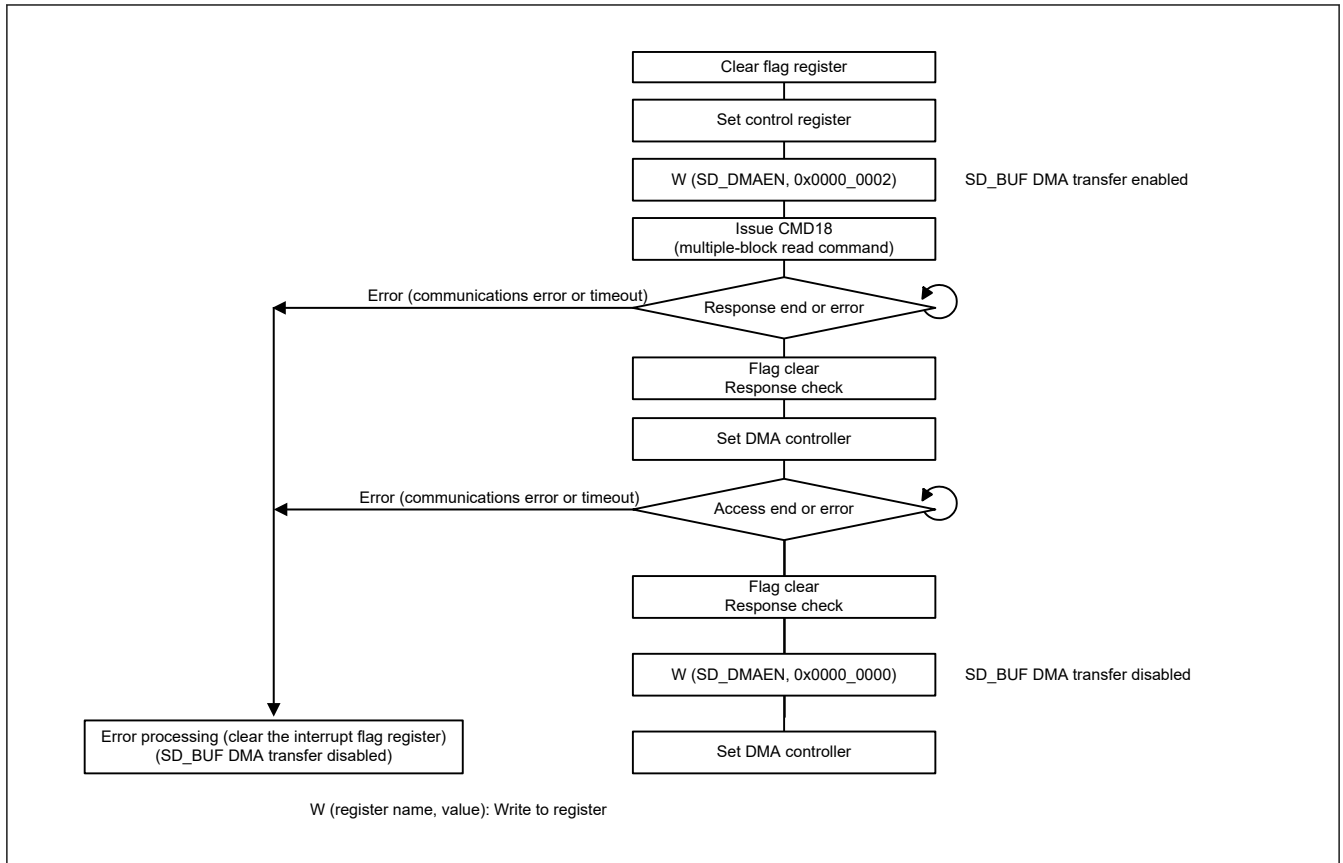 Clear flag register
Set control register
W (SD_DMAEN, 0x0000_0002)
SD_BUF DMA transfer enabled
Issue CMD18
(multiple-block read command)
Error (communications error or timeout)
Response end or error
Flag clear
Response check
Set DMA controller
Error (communications error or timeout)
Access end or error
Flag clear
Response check
W (SD_DMAEN, 0x0000_0000)
SD_BUF DMA transfer disabled
Error processing (clear the interrupt flag register)
(SD_BUF DMA transfer disabled)
Set DMA controller
W (register name, value): Write to register